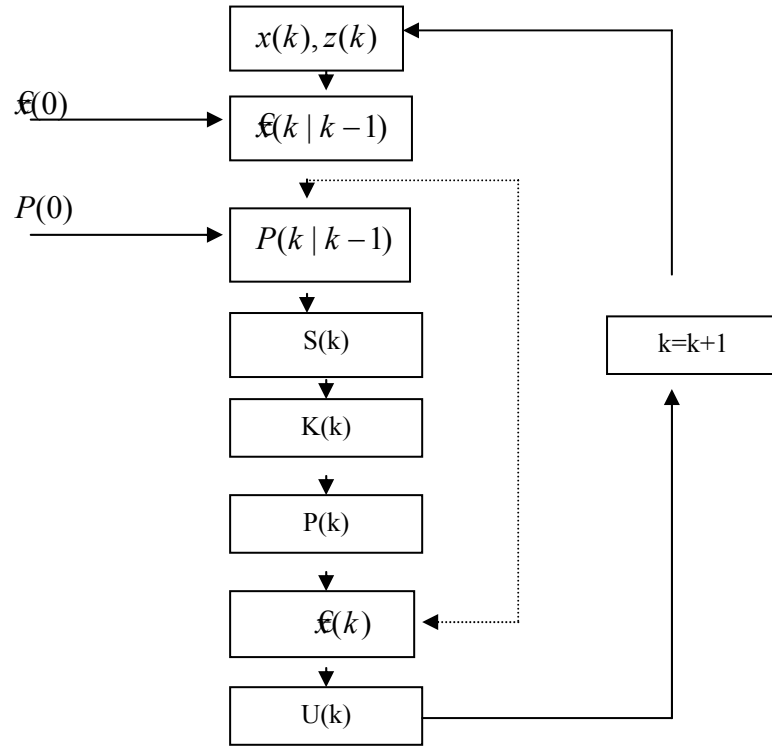 x(k), z(k)
x€(0)
x€(k | k − 1)
P(0)
P(k | k − 1)
S(k)
k=k+1
K(k)
P(k)
x€(k)
U(k)